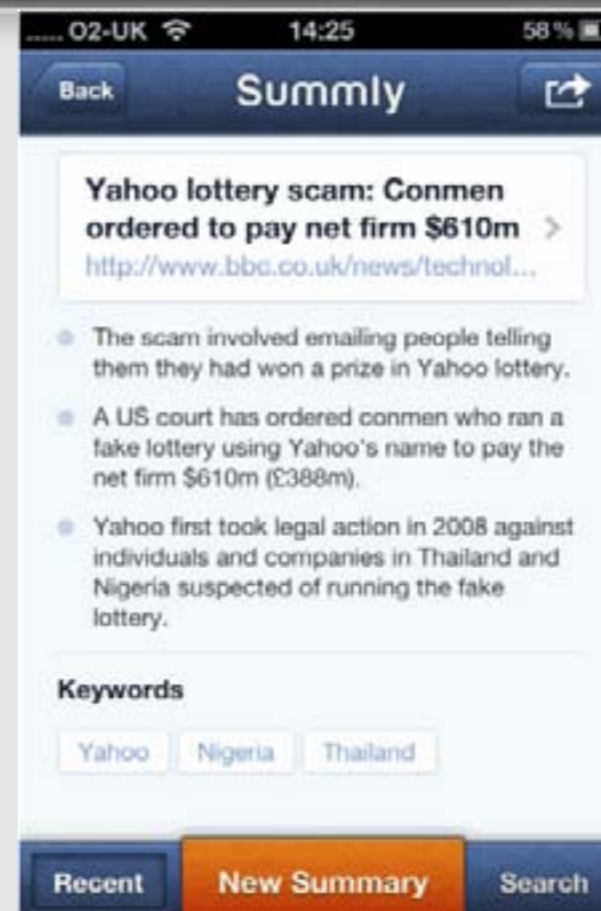 ..... O2-UK 14:25 58%
Back Summly
Yahoo lottery scam: Conmen
ordered to pay net firm $610m >
http://www.bbc.co.uk/news/technol...
The scam involved emailing people telling
them they had won a prize in Yahoo lottery.
A US court has ordered conmen who ran a
fake lottery using Yahoo's name to pay the
net firm $610m (£388m).
Yahoo first took legal action in 2008 against
individuals and companies in Thailand and
Nigeria suspected of running the fake
lottery.
Keywords
Yahoo Nigeria Thailand
Recent New Summary Search